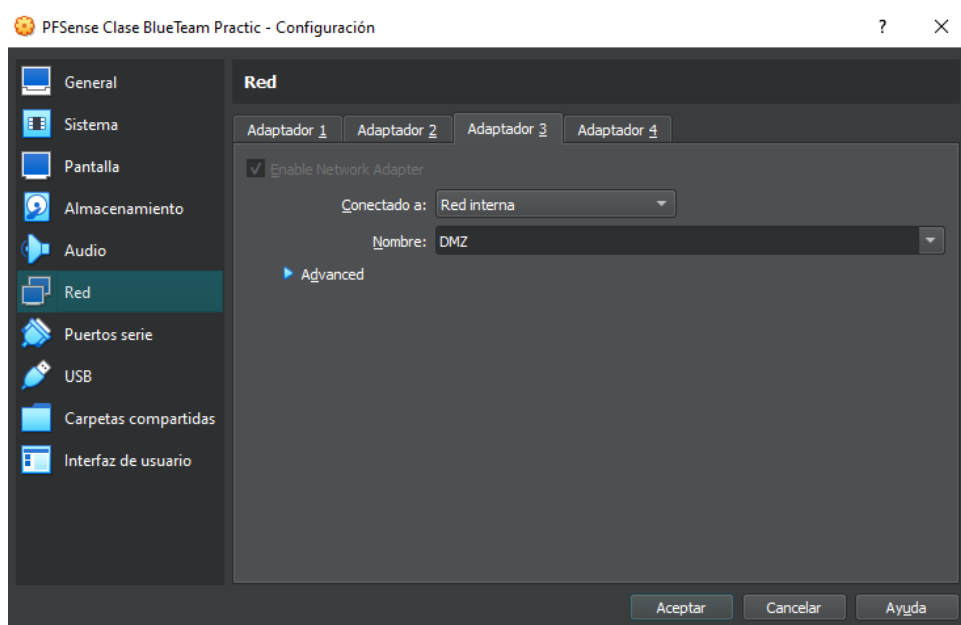 PFSense Clase BlueTeam Practic - Configuración
?
General
Sistema
Pantalla
Almacenamiento
Audio
Red
Puertos serie
USB
Carpetas compartidas
Interfaz de usuario
Red
Adaptador 1 Adaptador 2 Adaptador 3 Adaptador 4
Enable Network Adapter
Conectado a: Red interna
Nombre: DMZ
Advanced
Aceptar Cancelar Ayuda